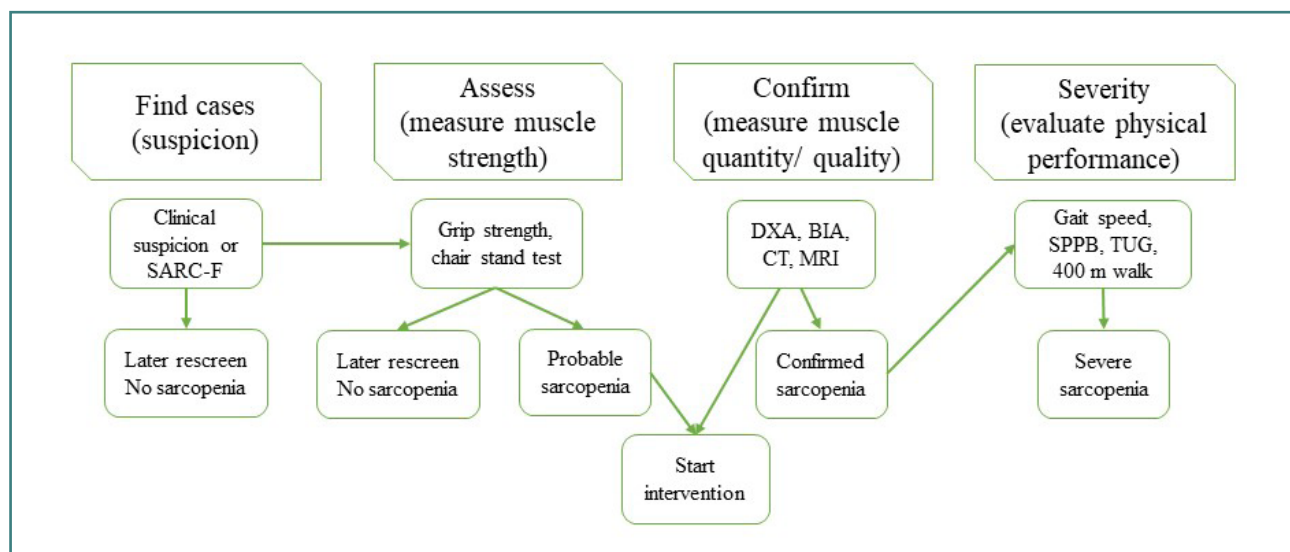 Find cases
(suspicion)
Assess
(measure muscle
strength)
Confirm
(measure muscle
quantity/ quality)
Severity
(evaluate physical
performance)
Clinical
suspicion or
SARC-F
Grip strength,
chair stand test
DXA, BIA,
CT, MRI
Gait speed,
SPPB, TUG,
400 m walk
Later rescreen
No sarcopenia
Later rescreen
No sarcopenia
Probable
sarcopenia
Confirmed
sarcopenia
Severe
sarcopenia
Start
intervention